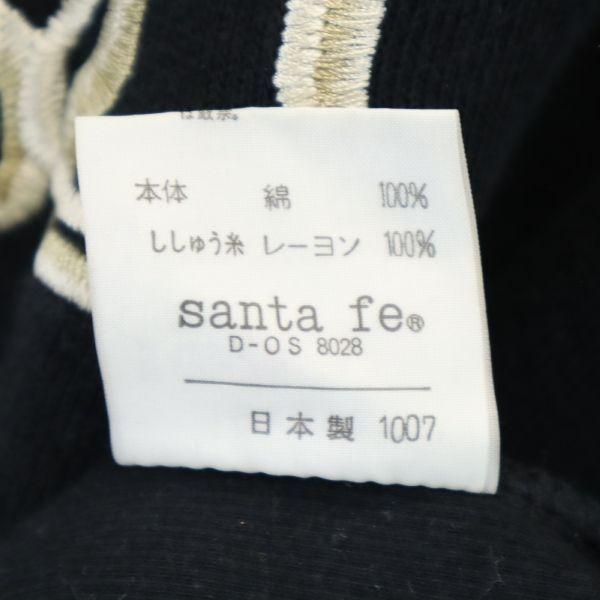 本体 綿 100%
ししゅう糸 レーヨン 100%
santa fe®
D-OS 8028
日本製 1007